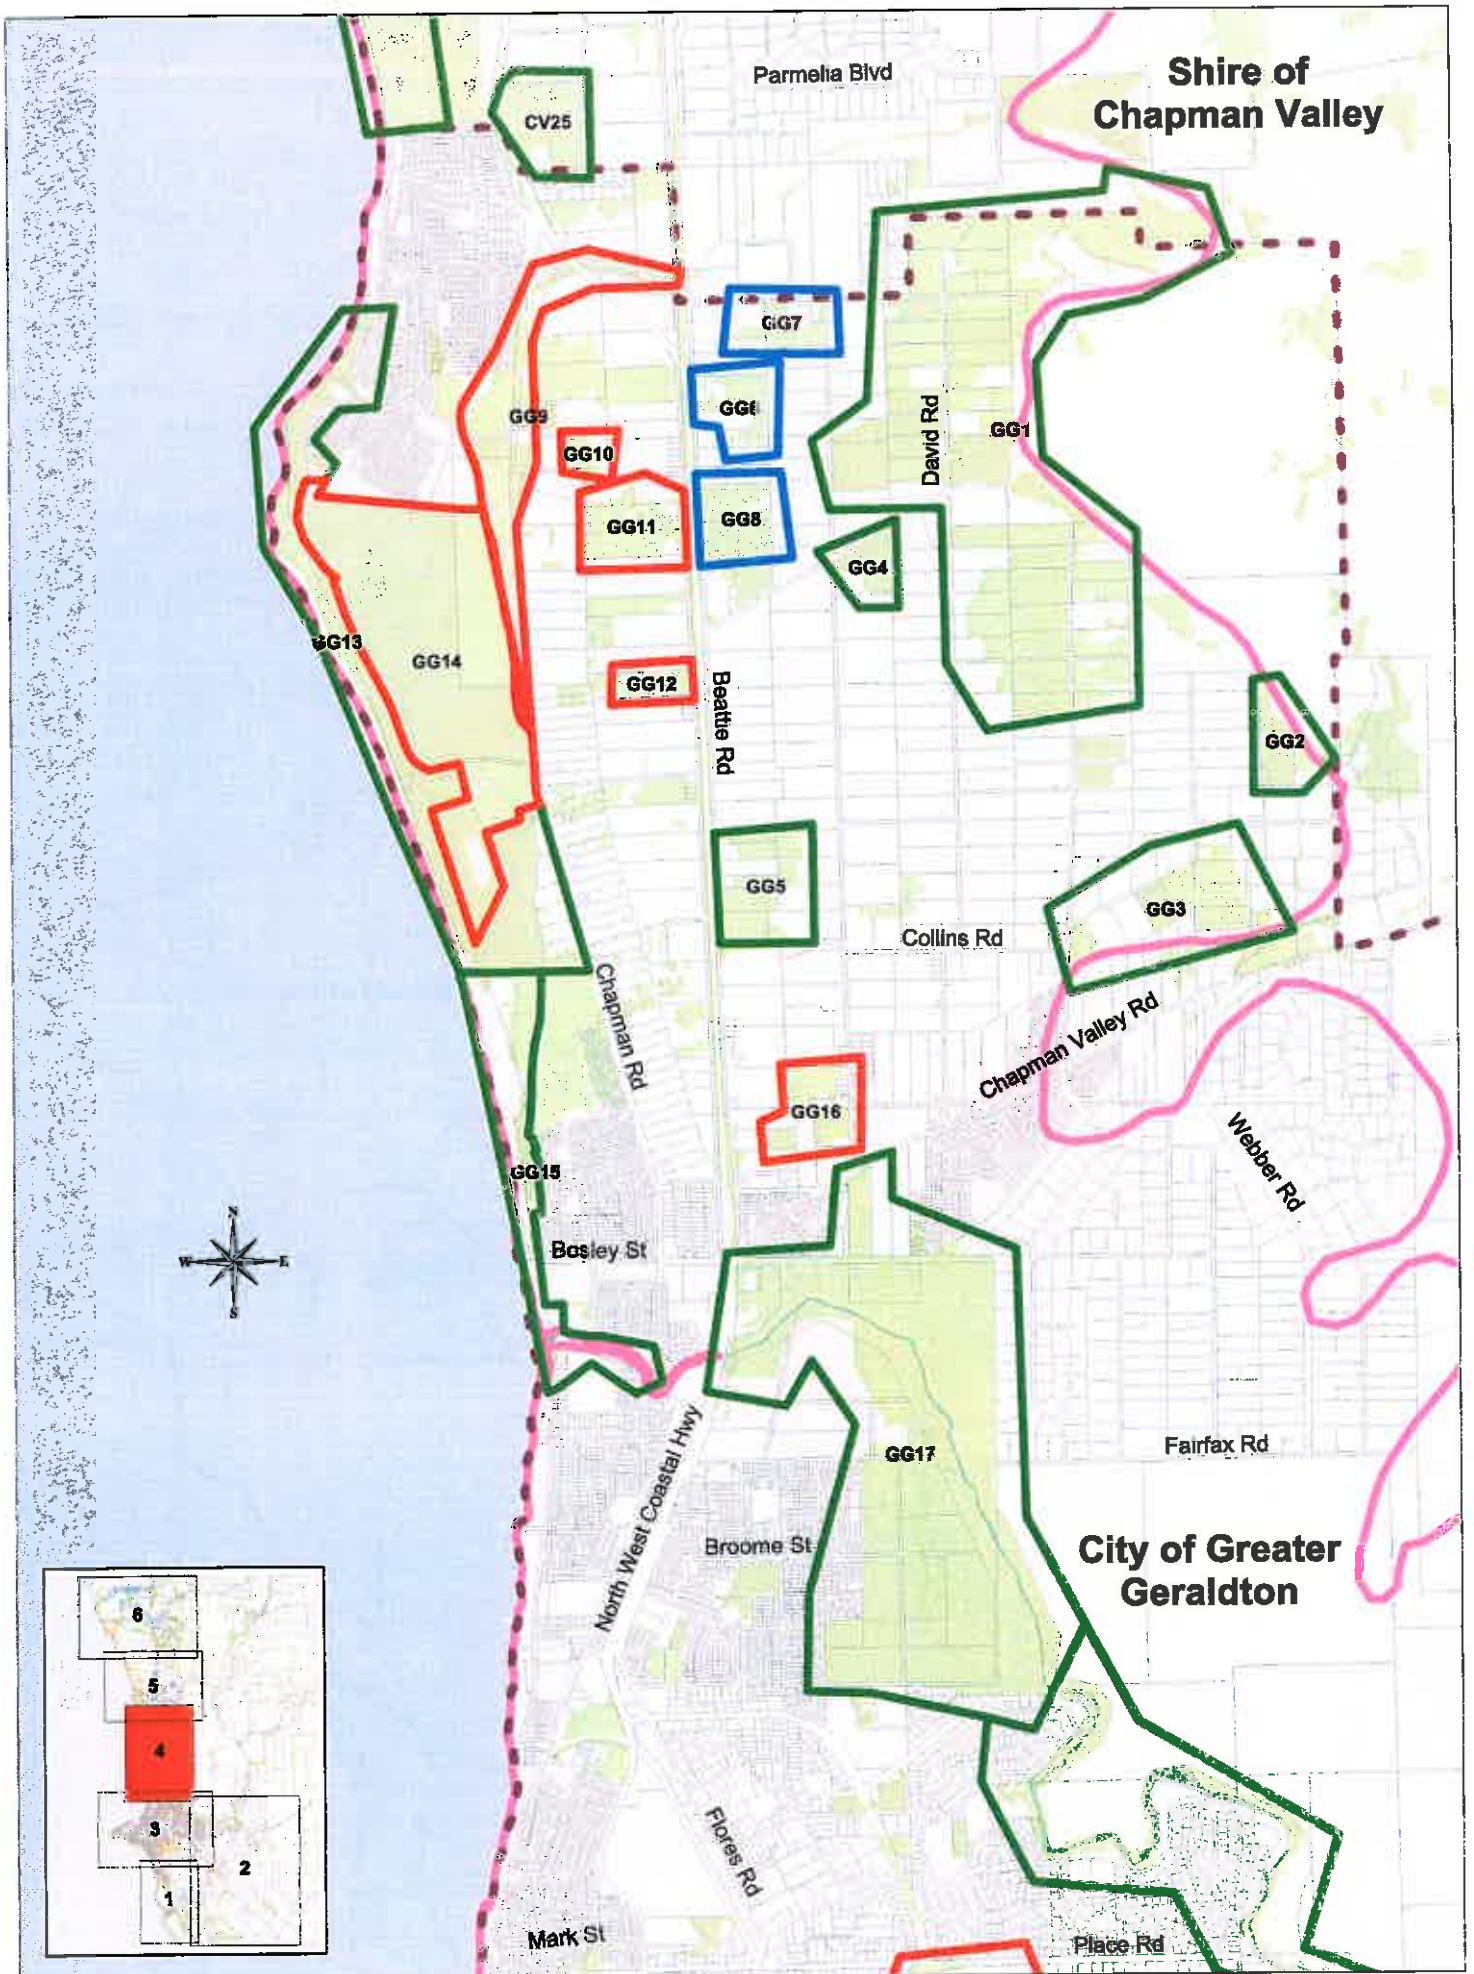 Parmelia Blvd
Shire of
Chapman Valley
CV25
GG7
GG6
GG9
David Rd
GG1
GG10
GG11
GG8
GG4
GG13
GG14
GG12
Beattie Rd
GG2
GG5
GG3
Collins Rd
Chapman Rd
Chapman Valley Rd
GG16
Webber Rd
GG15
N
W
E
S
Bosley St
North West Coastal Hwy
GG17
Fairfax Rd
Broome St
City of Greater
Geraldton
6
5
4
3
2
1
Flores Rd
Mark St
Place Rd